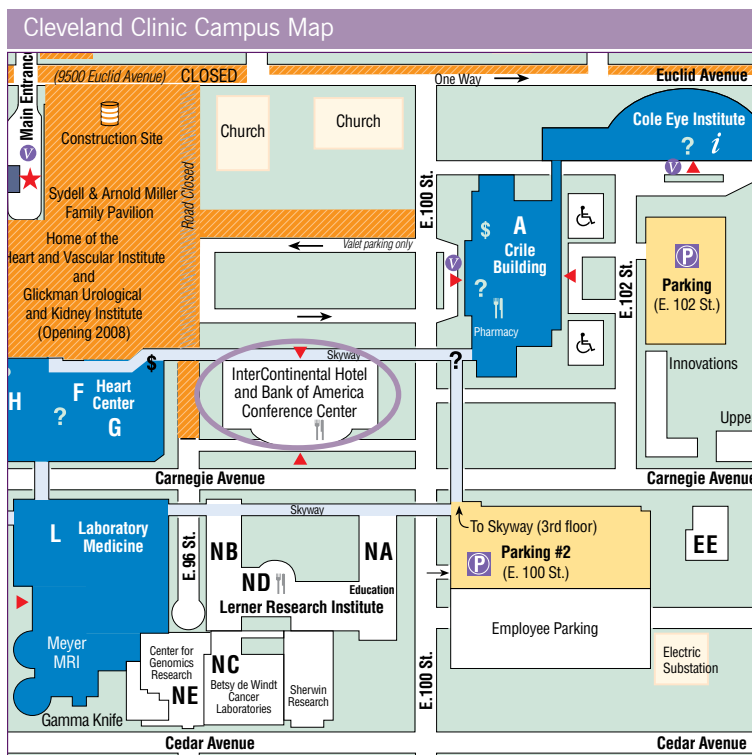 Cleveland Clinic Campus Map
(9500 Euclid Avenue)
CLOSED
One Way
Euclid Avenue
Main Entrance
V
Construction Site
Church
Church
Cole Eye Institute
? i
V
Sydell & Arnold Miller
Family Pavilion
Road Closed
E.100 St.
Home of the
Heart and Vascular Institute
and
Glickman Urological
and Kidney Institute
(Opening 2008)
Valet parking only
V
A
$
Crile
Building
?
Pharmacy
E.102 St.
P
Parking
(E. 102 St.)
Innovations
Uppe
Skyway
$
?
H
F
Heart
Center
?
G
InterContinental Hotel
and Bank of America
Conference Center
Carnegie Avenue
Carnegie Avenue
Skyway
L
Laboratory
Medicine
E.96 St.
NB
NA
ND
Education
Lerner Research Institute
To Skyway (3rd floor)
P
Parking #2
(E. 100 St.)
EE
Employee Parking
Electric
Substation
Meyer
MRI
Gamma Knife
Center for
Genomics
Research
NE
NC
Betsy de Windt
Cancer
Laboratories
Sherwin
Research
E.100 St.
Cedar Avenue
Cedar Avenue